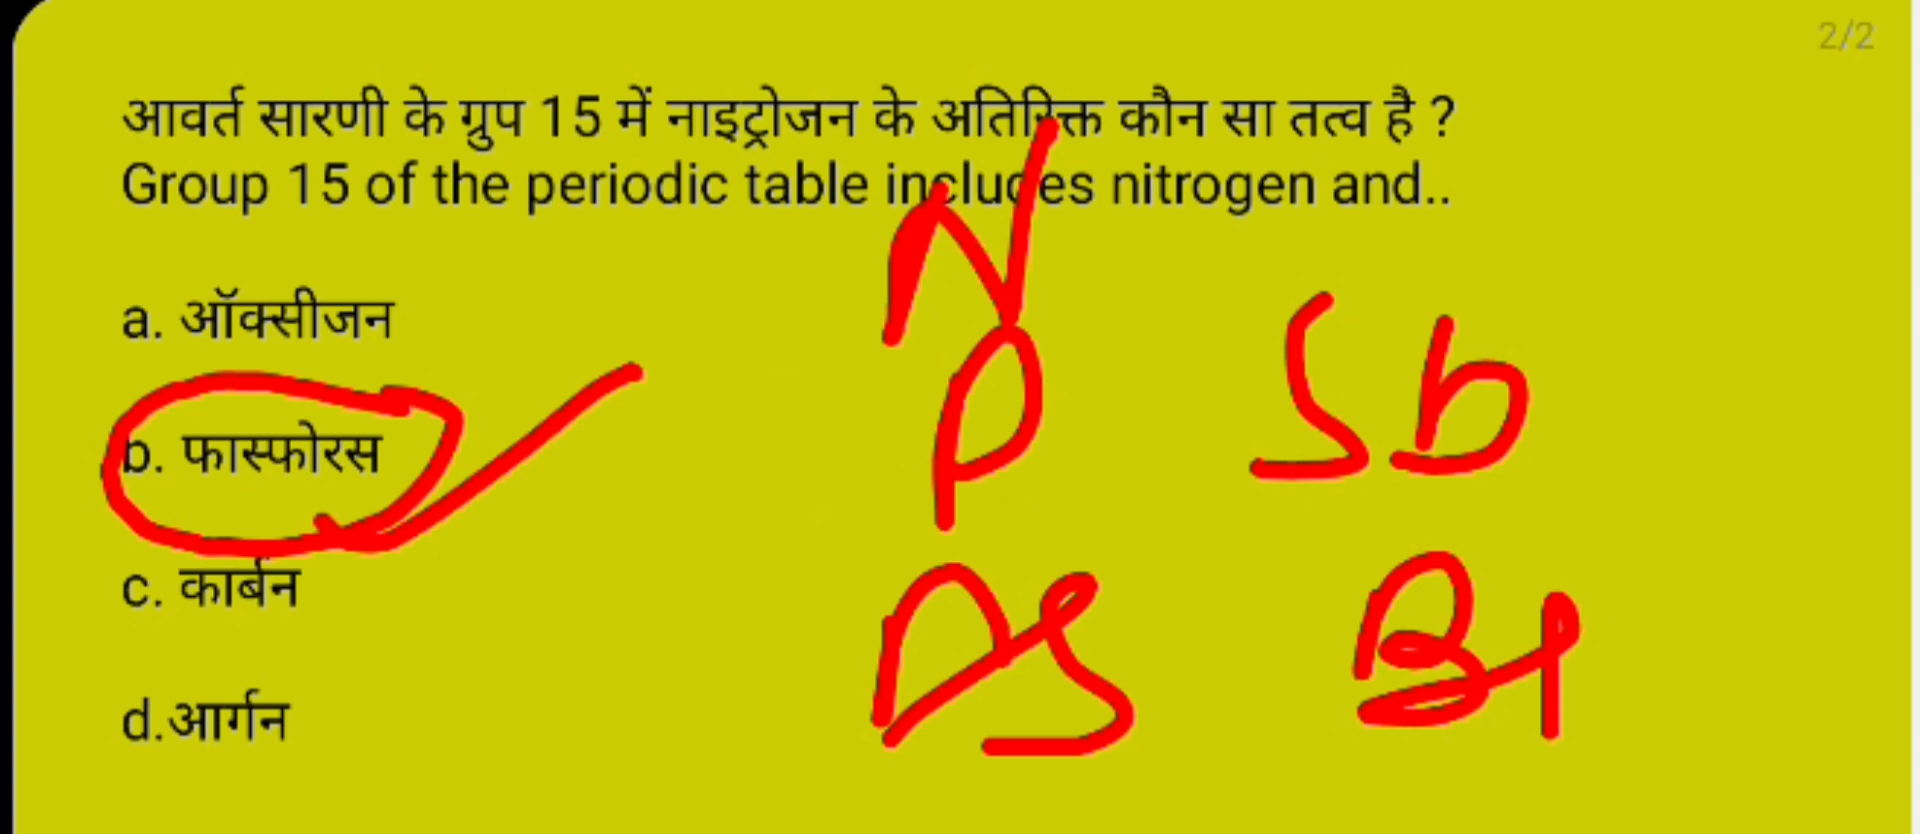 2/2
आवर्त सारणी के ग्रुप 15 में नाइट्रोजन के अतिरिक्त कौन सा तत्व है ?
Group 15 of the periodic table includes nitrogen and..
a. ऑक्सीजन
b. फास्फोरस
c. कार्बन
d.आर्गन
N
P
Sb
As
Bi